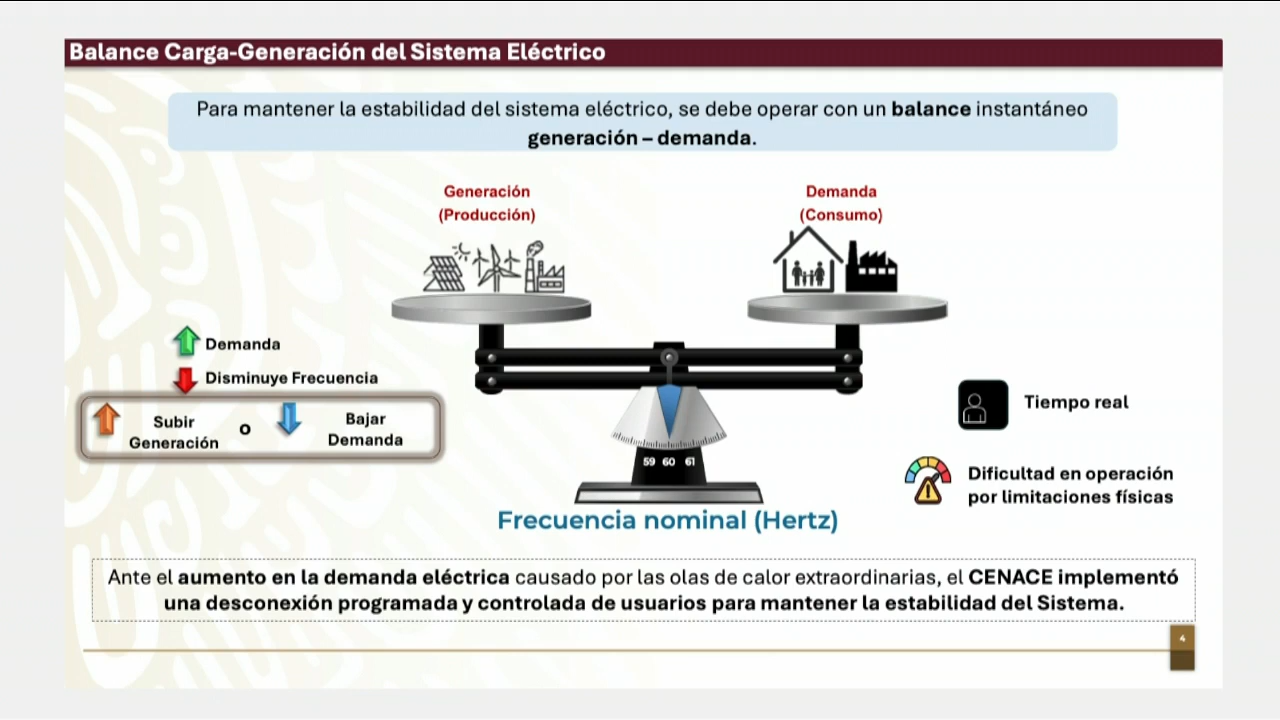 Balance Carga-Generación del Sistema Eléctrico
Para mantener la estabilidad del sistema eléctrico, se debe operar con un balance instantáneo
generación – demanda.
Generación
(Producción)
Demanda
(Consumo)
Demanda
Disminuye Frecuencia
Subir
Generación
o
Bajar
Demanda
59 60 61
Frecuencia nominal (Hertz)
Tiempo real
Dificultad en operación
por limitaciones físicas
Ante el aumento en la demanda eléctrica causado por las olas de calor extraordinarias, el CENACE implementó
una desconexión programada y controlada de usuarios para mantener la estabilidad del Sistema.
4